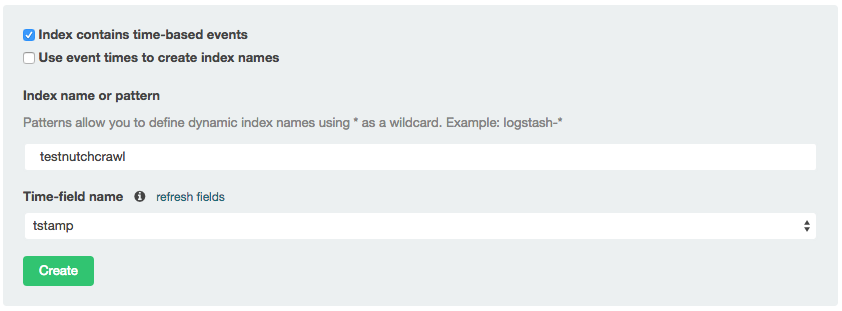 Index contains time-based events
Use event times to create index names
Index name or pattern
Patterns allow you to define dynamic index names using * as a wildcard. Example: logstash-*
testnutchcrawl
Time-field name refresh fields
tstamp
Create